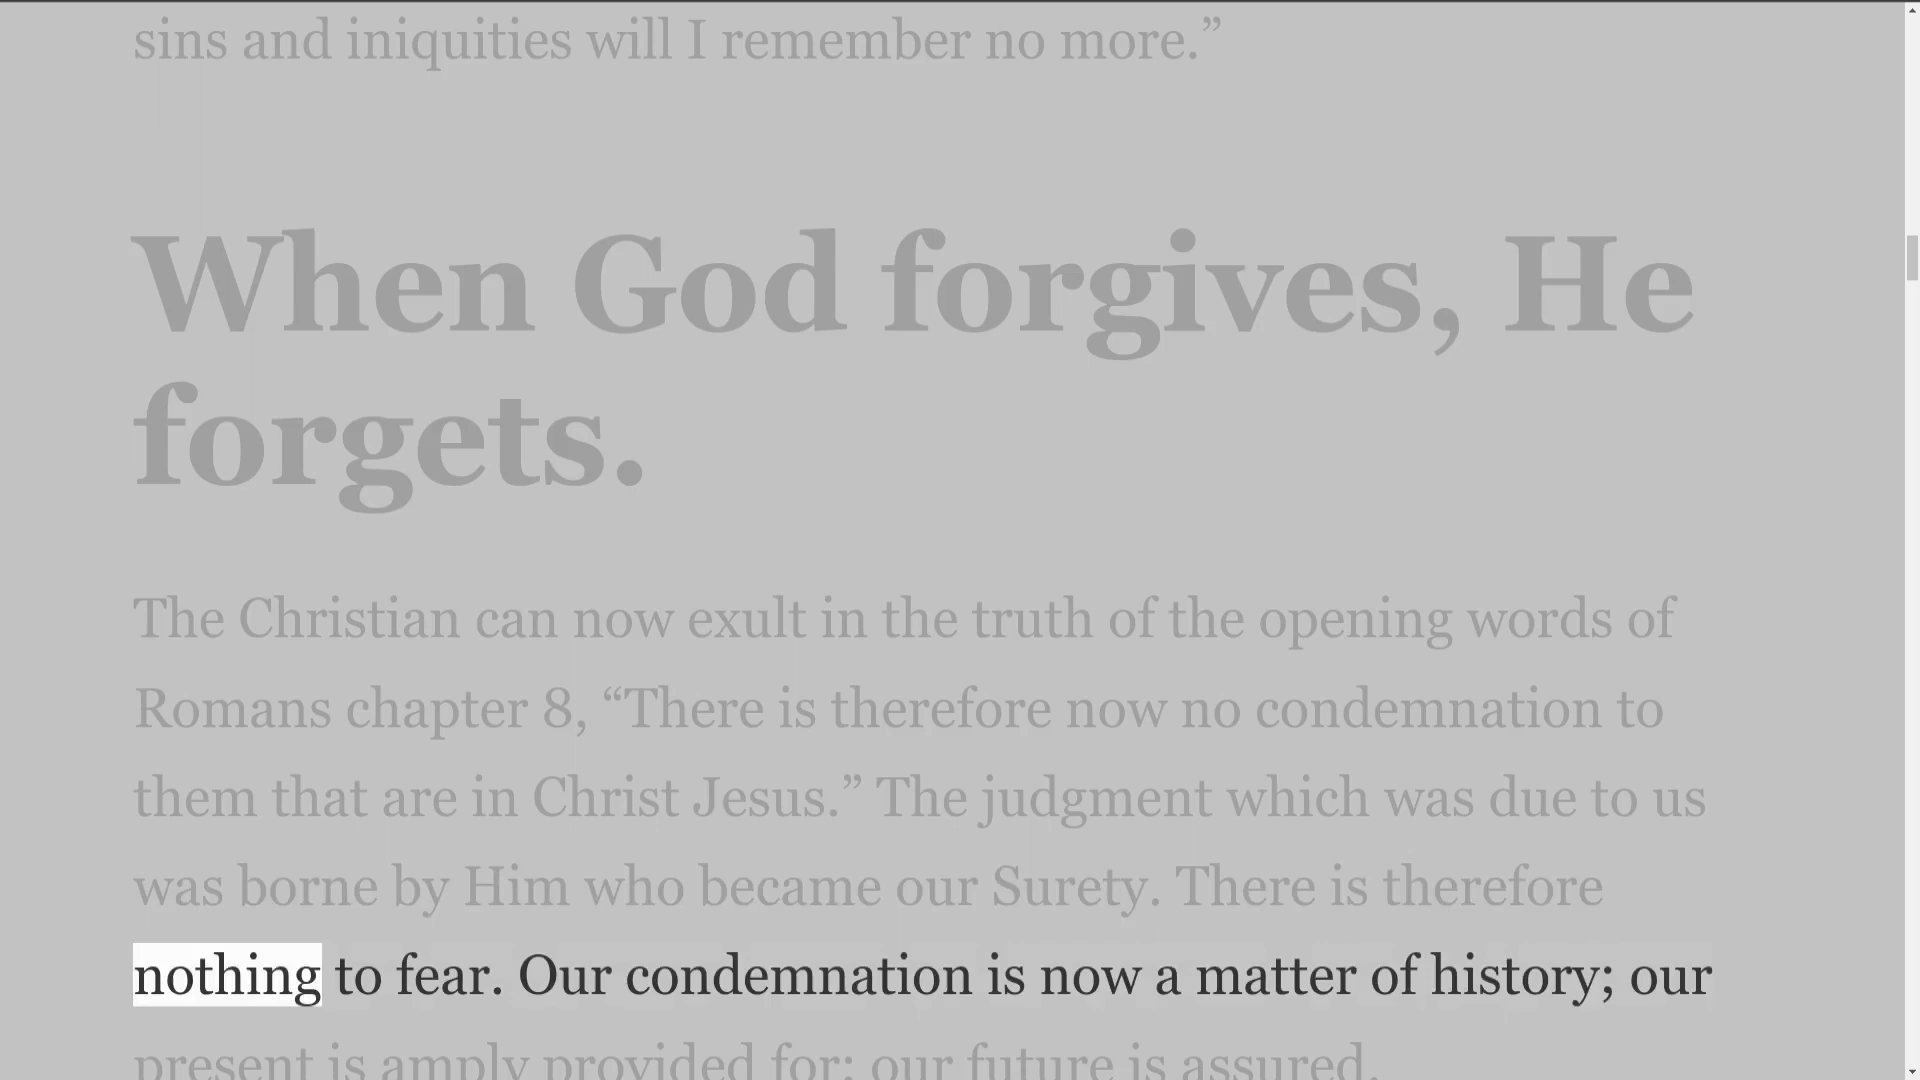 sins and iniquities will I remember no more.”
When God forgives, He
forgets.
The Christian can now exult in the truth of the opening words of
Romans chapter 8, “There is therefore now no condemnation to
them that are in Christ Jesus.” The judgment which was due to us
was borne by Him who became our Surety. There is therefore
nothing to fear. Our condemnation is now a matter of history; our
present is amply provided for; our future is assured.